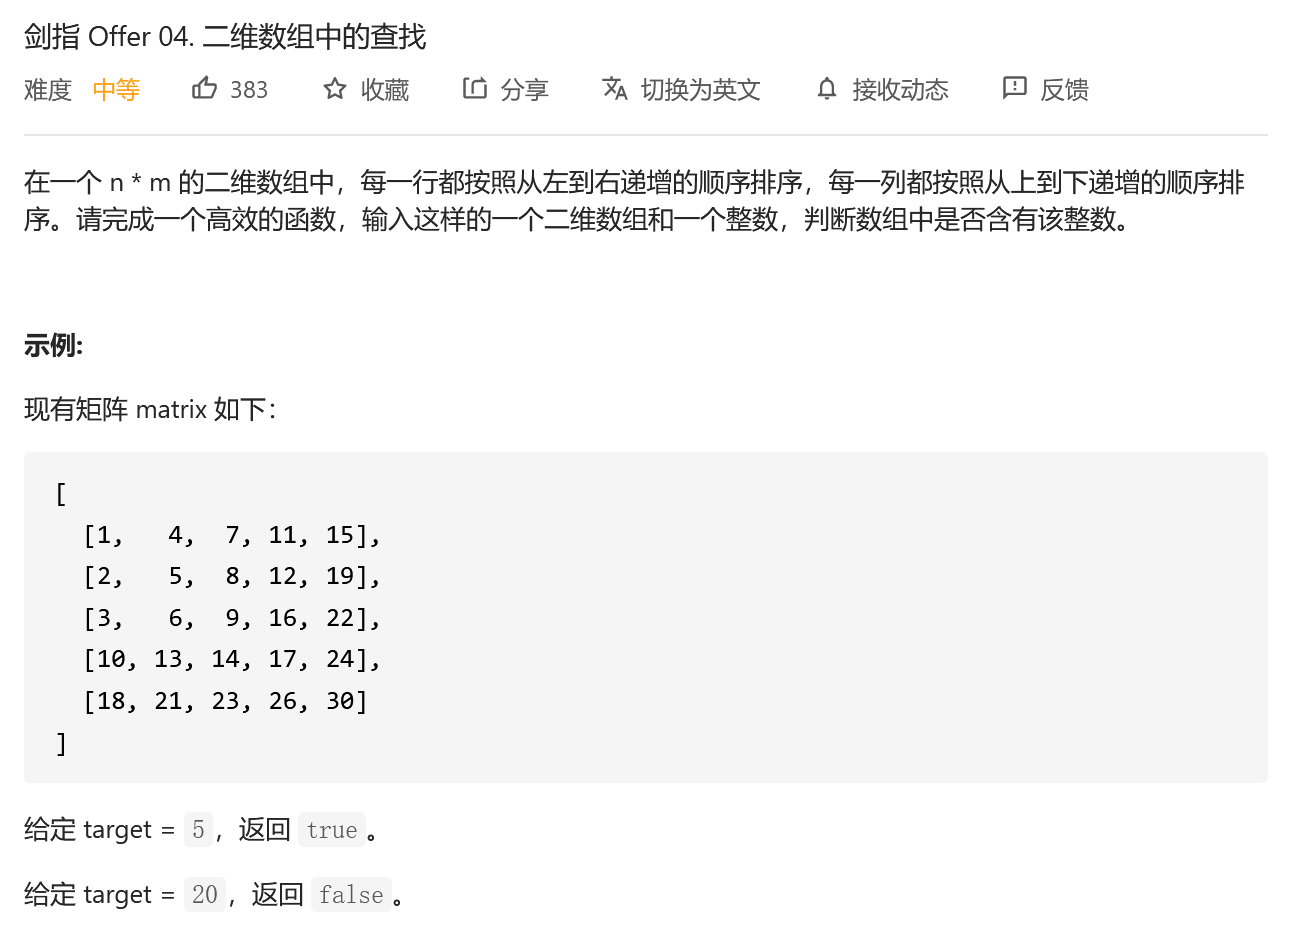 剑指 Offer 04. 二维数组中的查找
难度 中等 383 收藏 分享 切换为英文 接收动态 反馈
在一个 n * m 的二维数组中，每一行都按照从左到右递增的顺序排序，每一列都按照从上到下递增的顺序排
序。请完成一个高效的函数，输入这样的一个二维数组和一个整数，判断数组中是否含有该整数。
示例:
现有矩阵 matrix 如下：
[
[1,   4,  7, 11, 15],
[2,   5,  8, 12, 19],
[3,   6,  9, 16, 22],
[10, 13, 14, 17, 24],
[18, 21, 23, 26, 30]
]
给定 target = 5，返回 true。
给定 target = 20，返回 false。